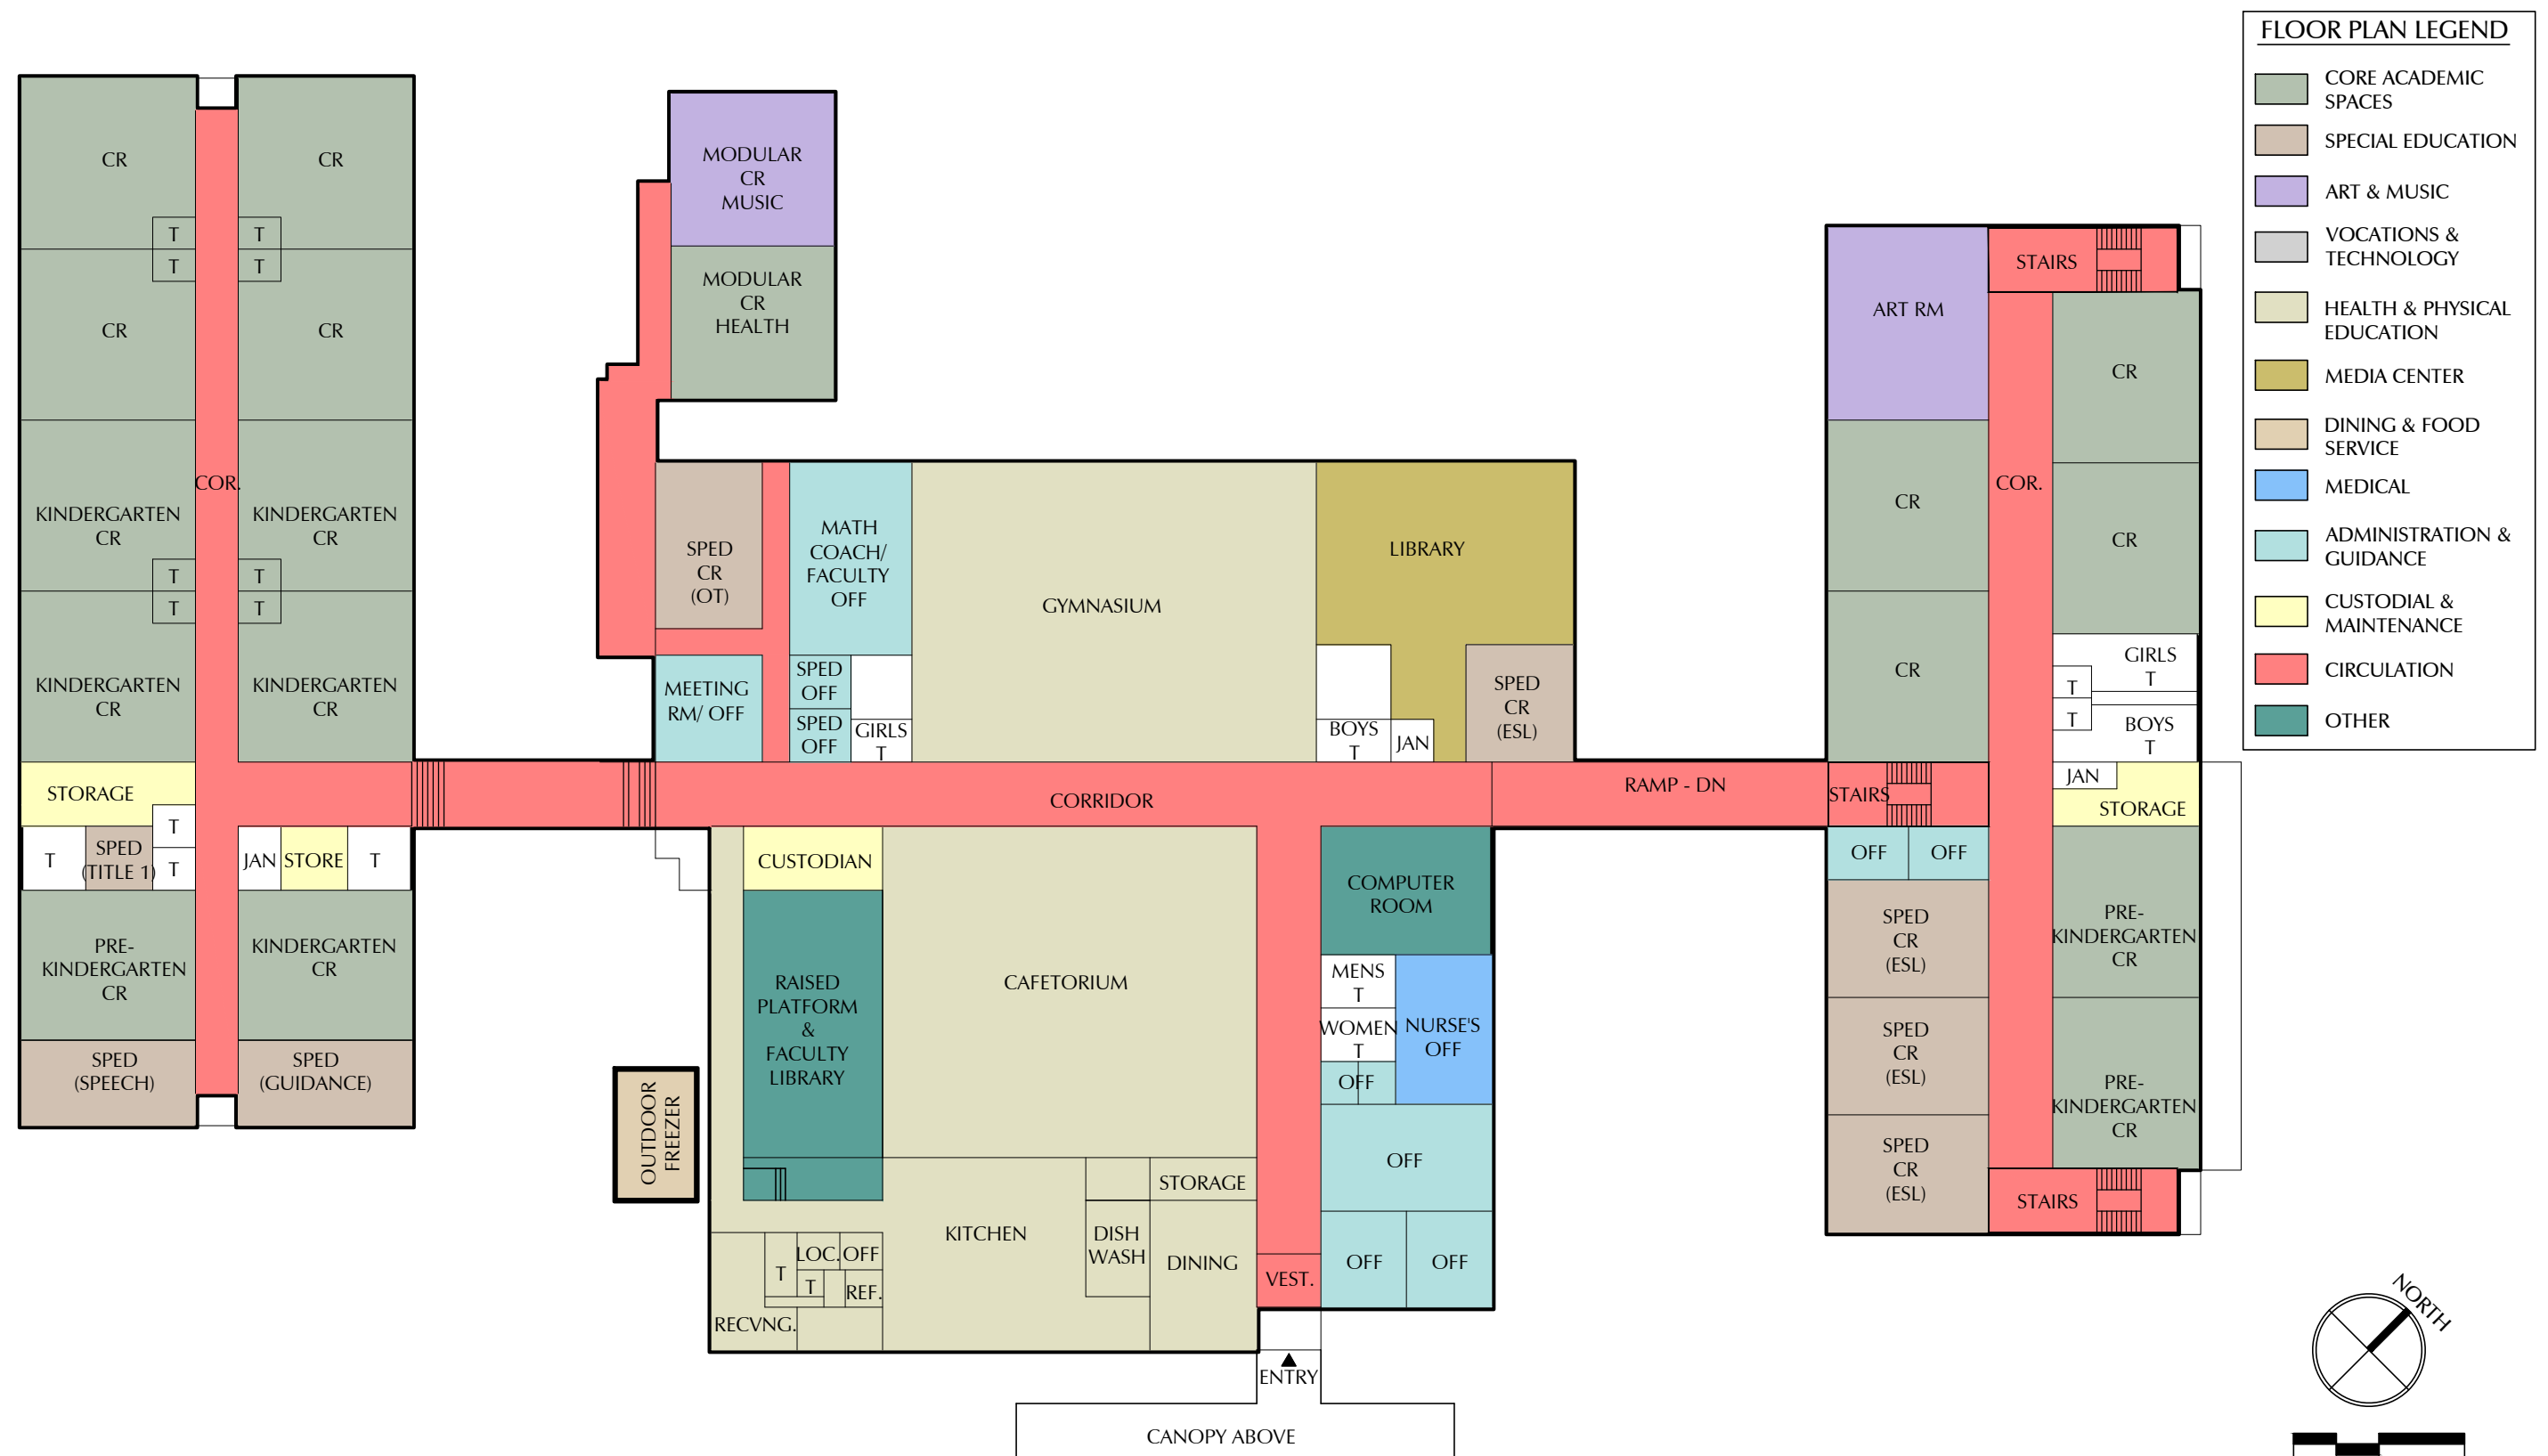 FLOOR PLAN LEGEND
CORE ACADEMIC
SPACES
SPECIAL EDUCATION
ART & MUSIC
VOCATIONS &
TECHNOLOGY
HEALTH & PHYSICAL
EDUCATION
MEDIA CENTER
DINING & FOOD
SERVICE
MEDICAL
ADMINISTRATION &
GUIDANCE
CUSTODIAL &
MAINTENANCE
CIRCULATION
OTHER
CR
CR
T
T
T
T
CR
CR
COR.
KINDERGARTEN
CR
KINDERGARTEN
CR
T
T
T
T
KINDERGARTEN
CR
KINDERGARTEN
CR
STORAGE
T
T
SPED
(TITLE 1)
T
JAN
STORE
T
PRE-
KINDERGARTEN
CR
KINDERGARTEN
CR
SPED
(SPEECH)
SPED
(GUIDANCE)
MODULAR
CR
MUSIC
MODULAR
CR
HEALTH
SPED
CR
(OT)
MATH
COACH/
FACULTY
OFF
GYMNASIUM
LIBRARY
MEETING
RM/ OFF
SPED
OFF
SPED
OFF
GIRLS
T
BOYS
T
JAN
SPED
CR
(ESL)
CORRIDOR
RAMP - DN
CUSTODIAN
RAISED
PLATFORM
&
FACULTY
LIBRARY
CAFETORIUM
COMPUTER
ROOM
MENS
T
WOMEN
T
NURSE'S
OFF
OFF
OFF
OFF
OFF
OUTDOOR
FREEZER
STORAGE
KITCHEN
DISH
WASH
DINING
LOC.
OFF
T
T
REF.
RECVNG.
VEST.
ENTRY
CANOPY ABOVE
ART RM
STAIRS
CR
COR.
CR
CR
CR
GIRLS
T
T
T
BOYS
T
STAIRS
JAN
STORAGE
OFF
OFF
SPED
CR
(ESL)
PRE-
KINDERGARTEN
CR
SPED
CR
(ESL)
PRE-
KINDERGARTEN
CR
SPED
CR
(ESL)
STAIRS
NORTH